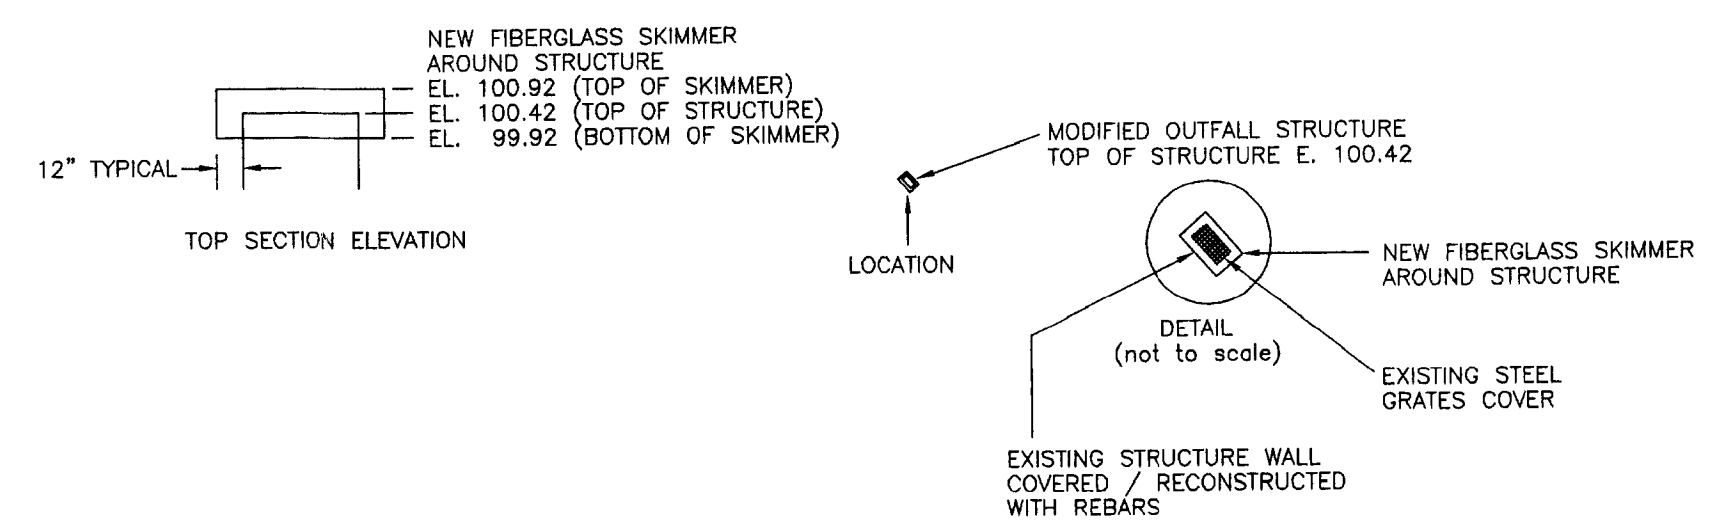 NEW FIBERGLASS SKIMMER
AROUND STRUCTURE
EL. 100.92 (TOP OF SKIMMER)
EL. 100.42 (TOP OF STRUCTURE)
EL. 99.92 (BOTTOM OF SKIMMER)
12" TYPICAL
TOP SECTION ELEVATION
MODIFIED OUTFALL STRUCTURE
TOP OF STRUCTURE E. 100.42
LOCATION
NEW FIBERGLASS SKIMMER
AROUND STRUCTURE
DETAIL
(not to scale)
EXISTING STEEL
GRATES COVER
EXISTING STRUCTURE WALL
COVERED / RECONSTRUCTED
WITH REBARS